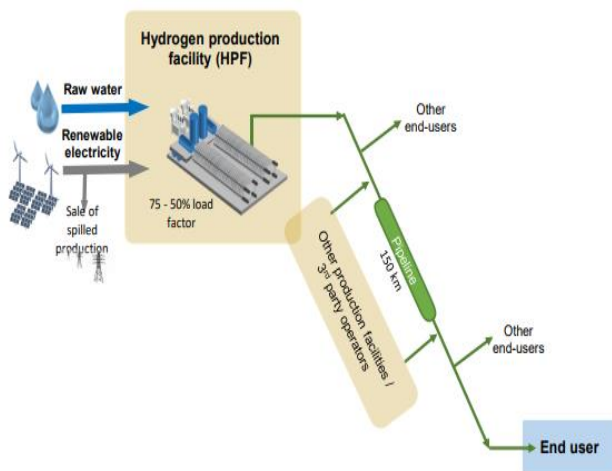 Hydrogen production
facility (HPF)
Raw water
Renewable
electricity
Sale of
spilled
production
75 - 50% load
factor
Other
end-users
Pipeline
150 km
Other production facilities /
3rd party operators
Other
end-users
End user